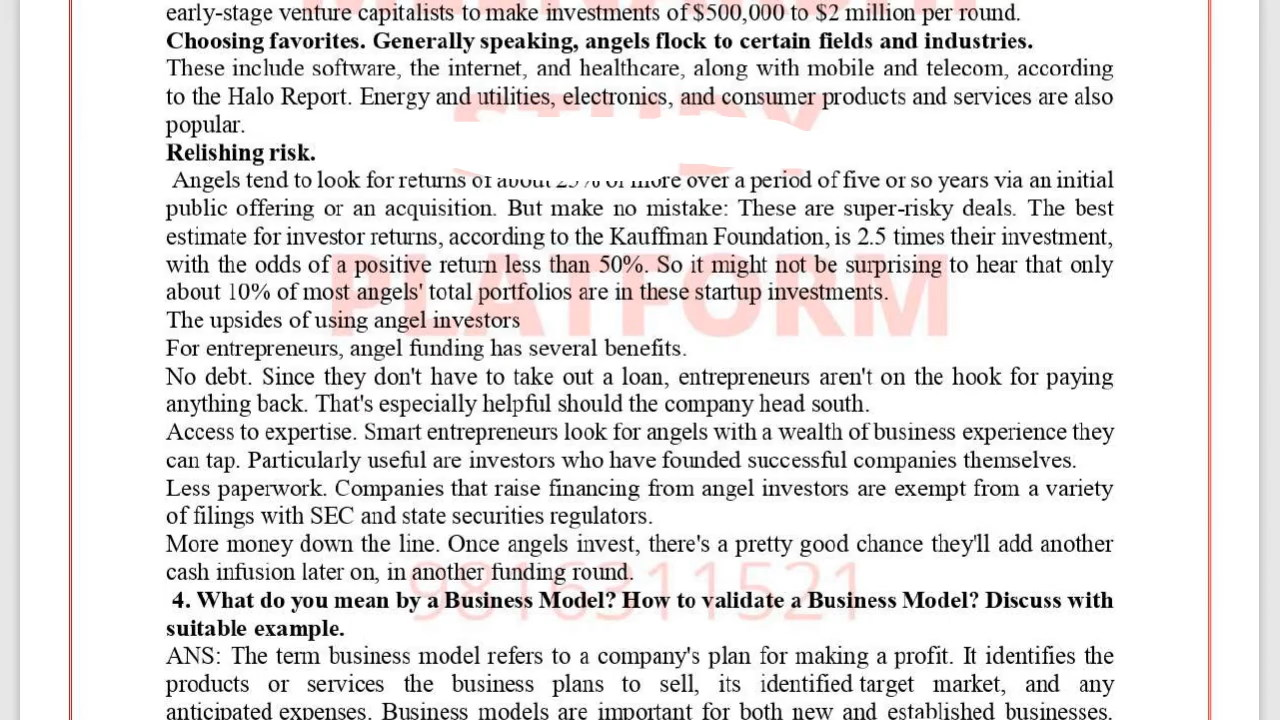 early-stage venture capitalists to make investments of $500,000 to $2 million per round.
Choosing favorites. Generally speaking, angels flock to certain fields and industries.
These include software, the internet, and healthcare, along with mobile and telecom, according
to the Halo Report. Energy and utilities, electronics, and consumer products and services are also
popular.
Relishing risk.
Angels tend to look for returns of about 25% or more over a period of five or so years via an initial
public offering or an acquisition. But make no mistake: These are super-risky deals. The best
estimate for investor returns, according to the Kauffman Foundation, is 2.5 times their investment,
with the odds of a positive return less than 50%. So it might not be surprising to hear that only
about 10% of most angels' total portfolios are in these startup investments.
The upsides of using angel investors
For entrepreneurs, angel funding has several benefits.
No debt. Since they don't have to take out a loan, entrepreneurs aren't on the hook for paying
anything back. That's especially helpful should the company head south.
Access to expertise. Smart entrepreneurs look for angels with a wealth of business experience they
can tap. Particularly useful are investors who have founded successful companies themselves.
Less paperwork. Companies that raise financing from angel investors are exempt from a variety
of filings with SEC and state securities regulators.
More money down the line. Once angels invest, there's a pretty good chance they'll add another
cash infusion later on, in another funding round.
4. What do you mean by a Business Model? How to validate a Business Model? Discuss with
suitable example.
ANS: The term business model refers to a company's plan for making a profit. It identifies the
products or services the business plans to sell, its identified target market, and any
anticipated expenses. Business models are important for both new and established businesses.
STUDY
PLATFORM
9816311521